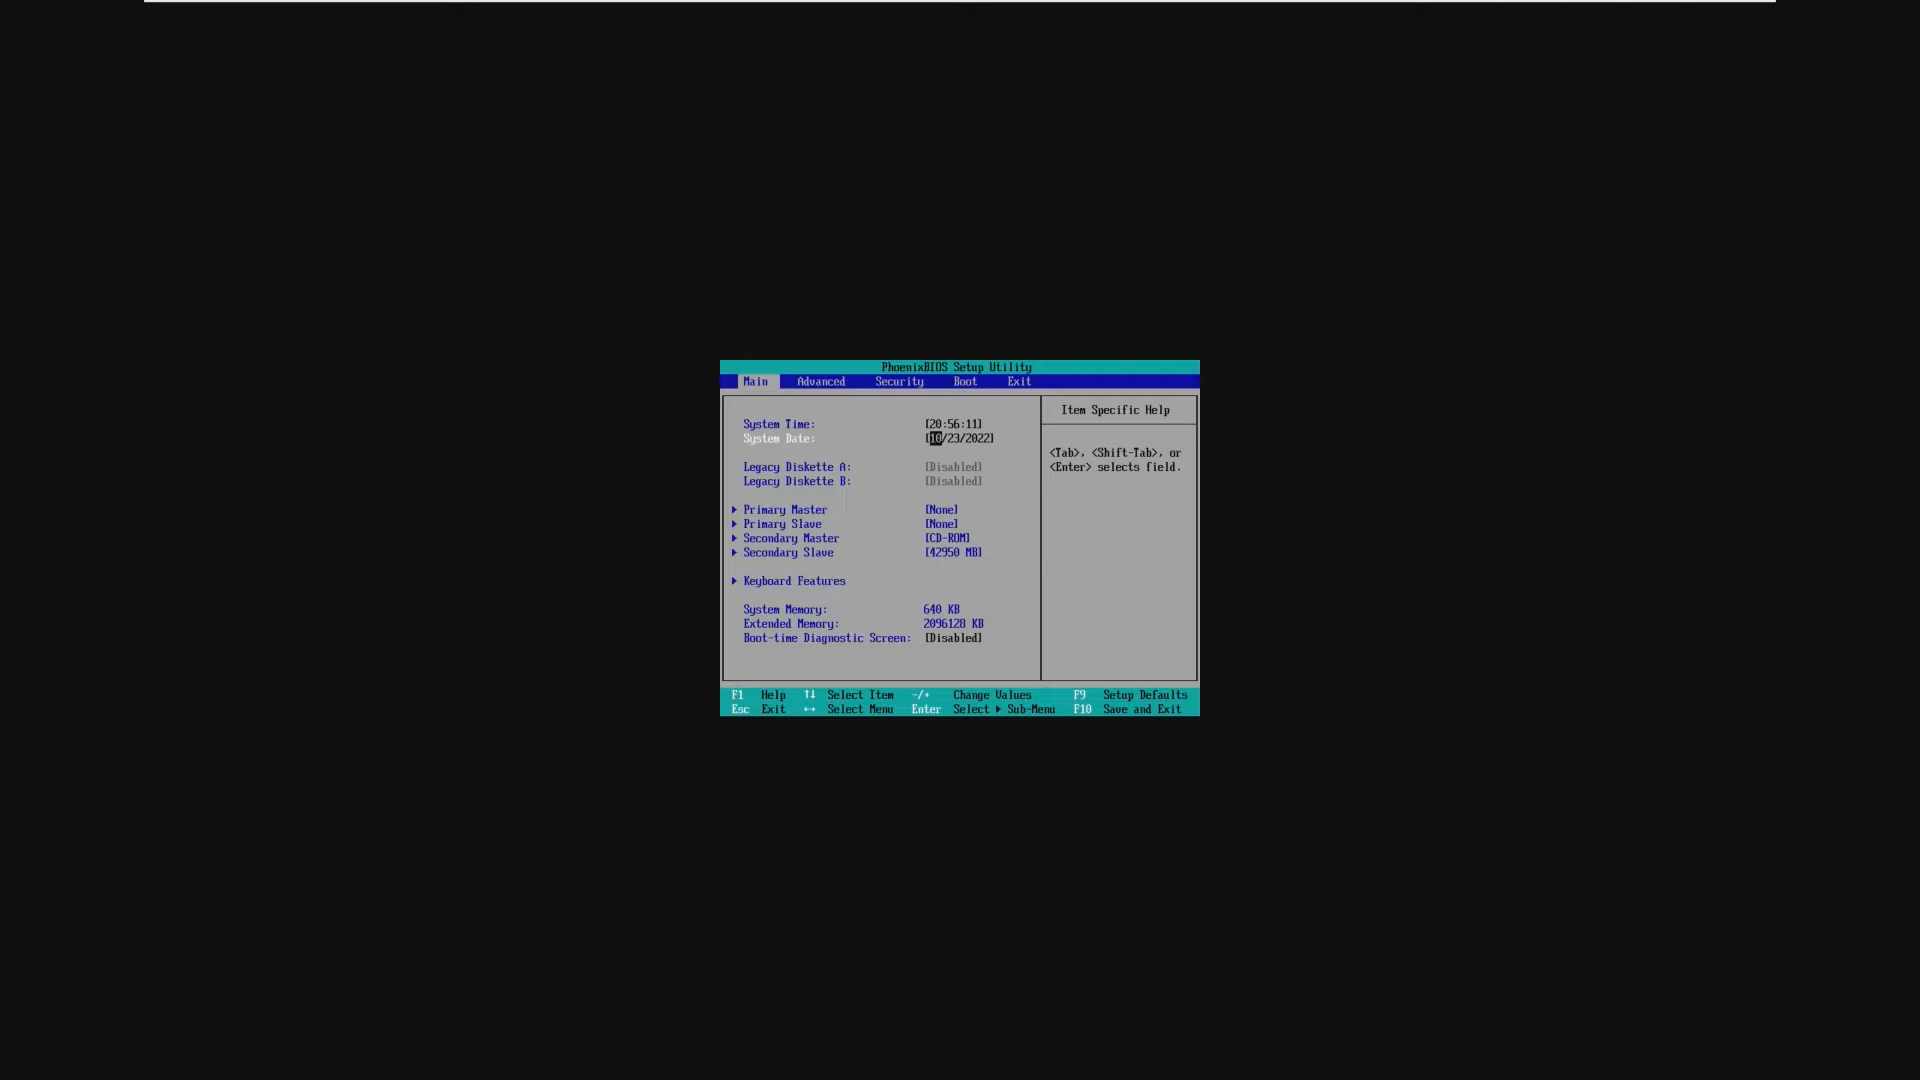 PhoenixBIOS Setup Utility
Main Advanced Security Boot Exit
Item Specific Help
System Time: [20:56:11]
System Date: [10/23/2022]
<Tab>, <Shift-Tab>, or
<Enter> selects field.
Legacy Diskette A: [Disabled]
Legacy Diskette B: [Disabled]
Primary Master [None]
Primary Slave [None]
Secondary Master [CD-ROM]
Secondary Slave [42950 MB]
Keyboard Features
System Memory: 640 KB
Extended Memory: 2096128 KB
Boot-time Diagnostic Screen: [Disabled]
F1 Help ↑↓ Select Item -/+ Change Values F9 Setup Defaults
Esc Exit ↔ Select Menu Enter Select ▶ Sub-Menu F10 Save and Exit